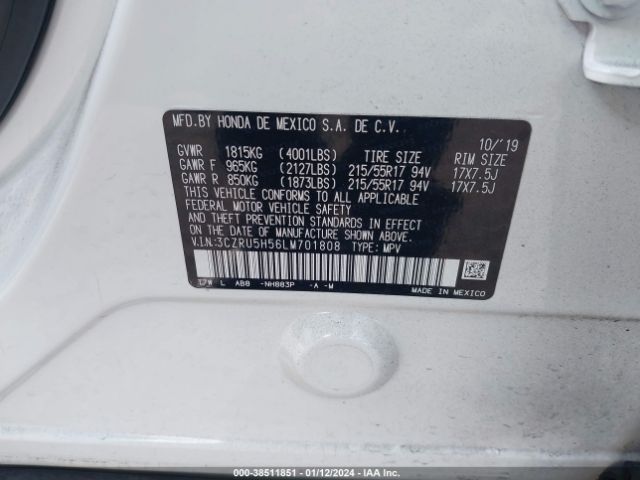 MFD.BY HONDA DE MEXICO S.A. DE C.V.
10/'19
GVWR 1815KG (4001LBS) TIRE SIZE RIM SIZE
GAWR F 965KG (2127LBS) 215/55R17 94V 17X7.5J
GAWR R 850KG (1873LBS) 215/55R17 94V 17X7.5J
THIS VEHICLE CONFORMS TO ALL APPLICABLE
FEDERAL MOTOR VEHICLE SAFETY
AND THEFT PREVENTION STANDARDS IN EFFECT
ON THE DATE OF MANUFACTURE SHOWN ABOVE.
V.I.N:3CZRU5H56LM701808 TYPE: MPV
T7W L AB8 -NH883P -A -M MADE IN MEXICO
000-38511851 - 01/12/2024 - IAA Inc.